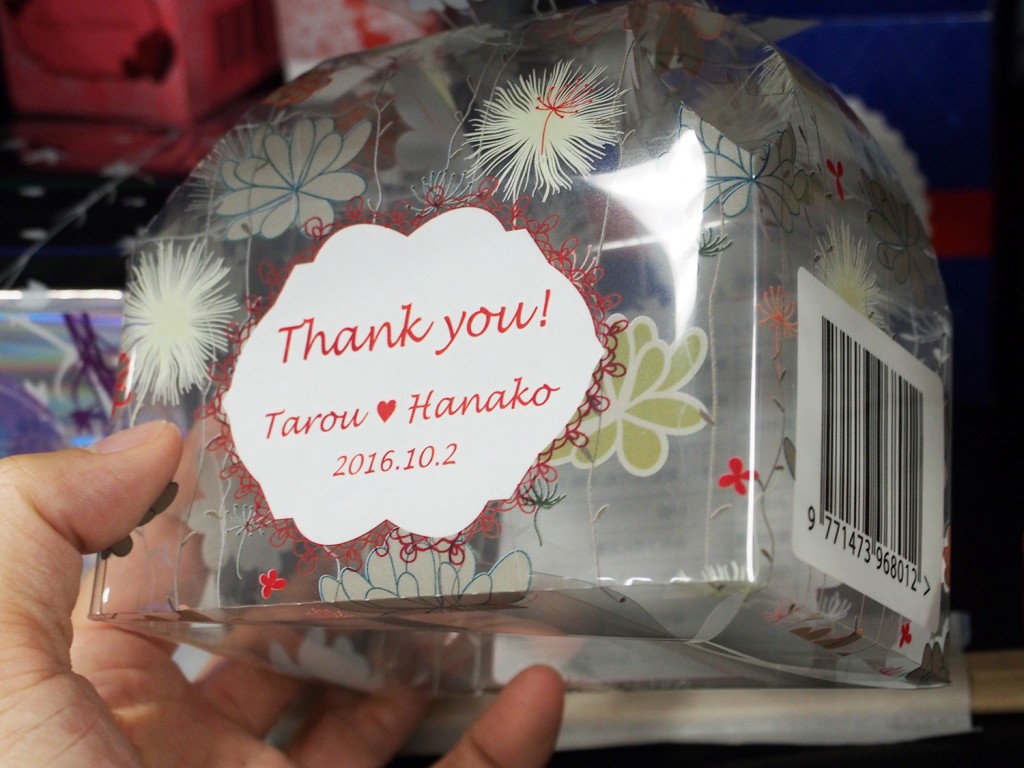 Thank you!
Tarou ♥ Hanako
2016.10.2
9 771473 968012 >